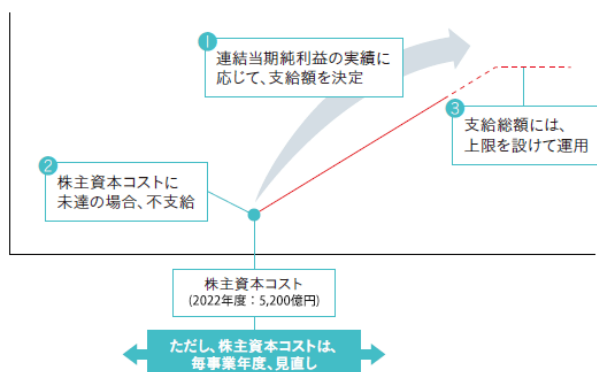 1
連結当期純利益の実績に
応じて、支給額を決定
2
株主資本コストに
未達の場合、不支給
3
支給総額には、
上限を設けて運用
株主資本コスト
(2022年度：5,200億円)
ただし、株主資本コストは、
毎事業年度、見直し